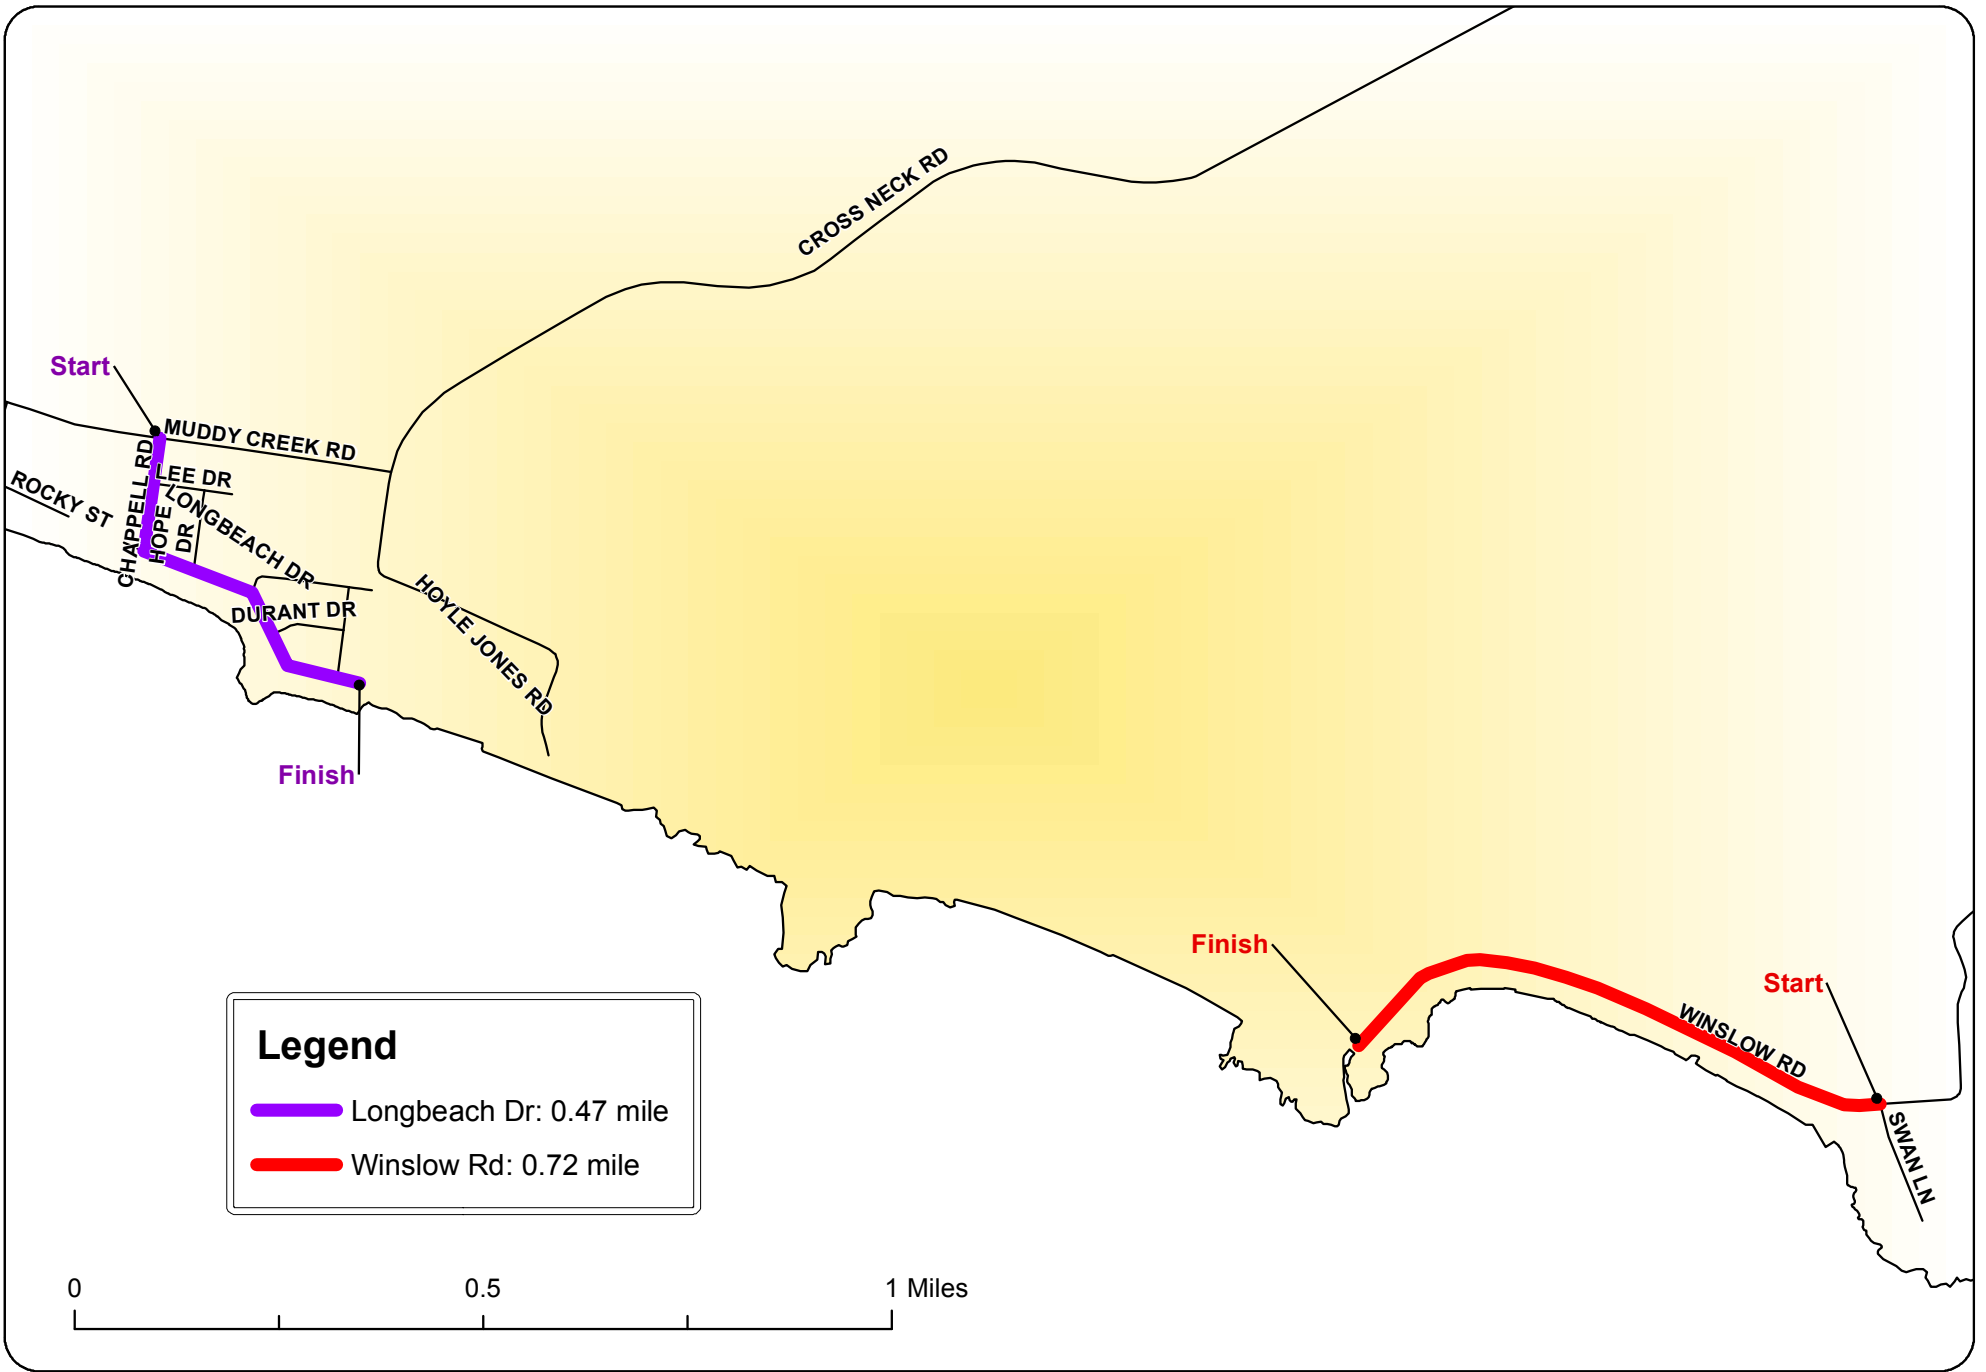 CROSS NECK RD
Start
MUDDY CREEK RD
CHAPPELL RD
LEE DR
ROCKY ST
LONGBEACH DR
HOPE
DR
DURANT DR
HOYLE JONES RD
Finish
Finish
Start
WINSLOW RD
SWAN LN
Legend
Longbeach Dr: 0.47 mile
Winslow Rd: 0.72 mile
0 0.5 1 Miles